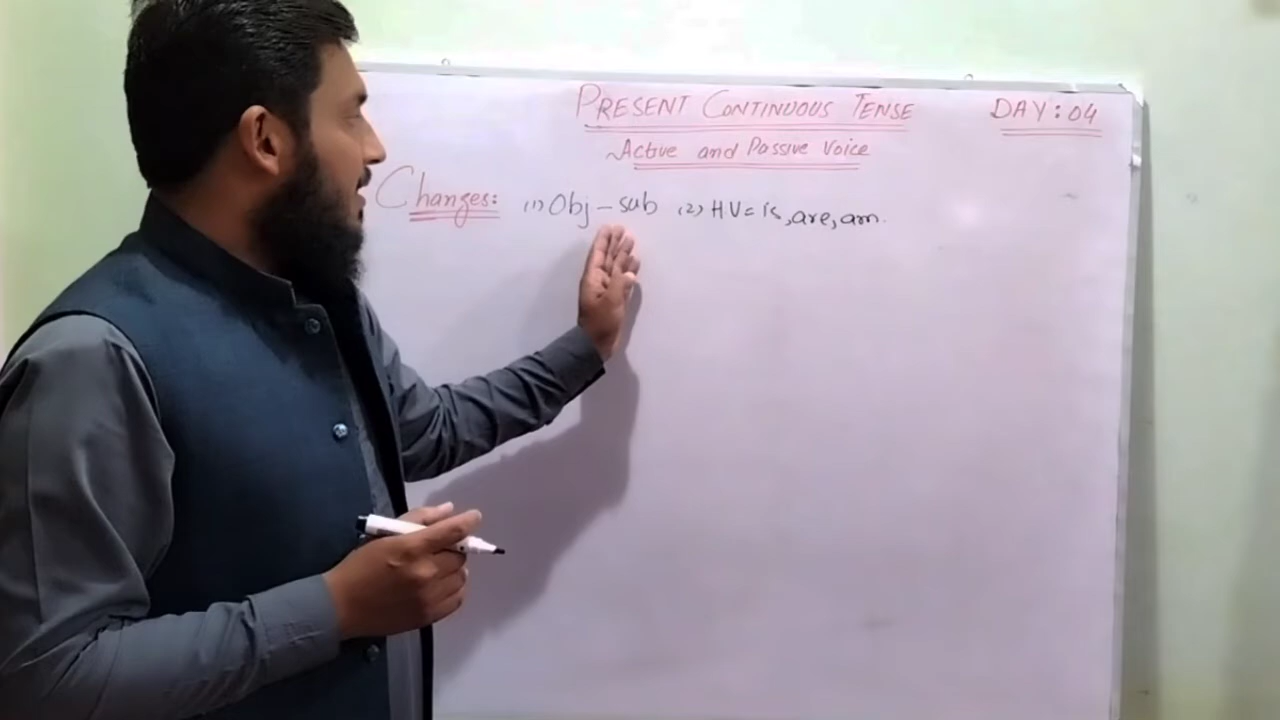 PRESENT CONTINUOUS TENSE DAY: 04
Active and Passive Voice
Changes: (1) Obj – sub (2) HV = is, are, am.